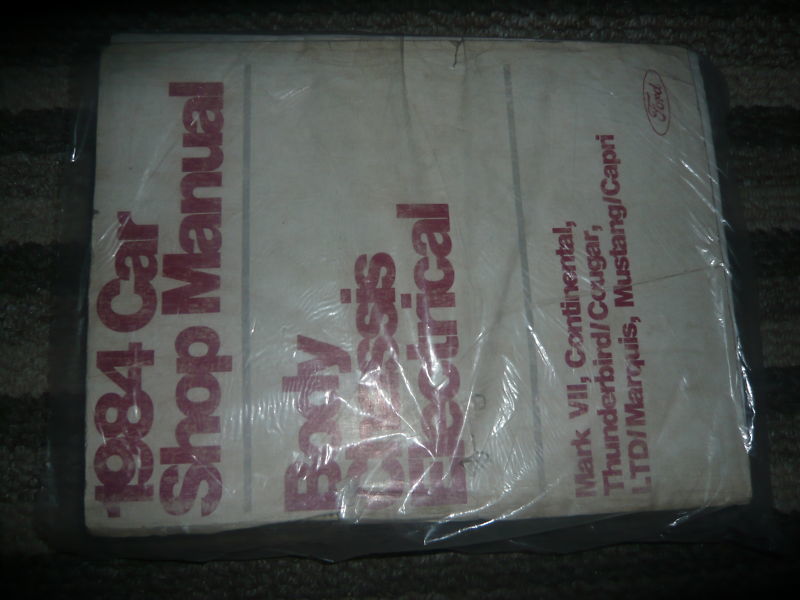 1984 Car
Shop Manual
Body
Chassis
Electrical
Mark VII, Continental,
Thunderbird/Cougar,
LTD/Marquis, Mustang/Capri
Ford